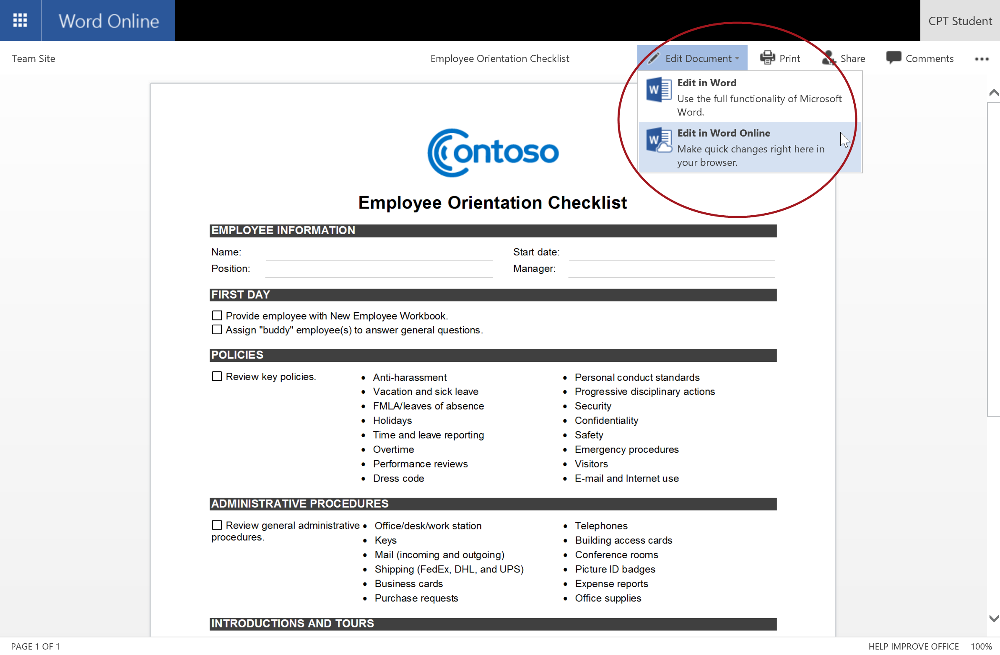 Word Online
CPT Student
Team Site
Employee Orientation Checklist
Edit Document
Print
Share
Comments
Edit in Word
Use the full functionality of Microsoft
Word.
Edit in Word Online
Make quick changes right here in
your browser.
Contoso
Employee Orientation Checklist
EMPLOYEE INFORMATION
Name:
Start date:
Position:
Manager:
FIRST DAY
Provide employee with New Employee Workbook.
Assign "buddy" employee(s) to answer general questions.
POLICIES
Review key policies.
• Anti-harassment
• Vacation and sick leave
• FMLA/leaves of absence
• Holidays
• Time and leave reporting
• Overtime
• Performance reviews
• Dress code
• Personal conduct standards
• Progressive disciplinary actions
• Security
• Confidentiality
• Safety
• Emergency procedures
• Visitors
• E-mail and Internet use
ADMINISTRATIVE PROCEDURES
Review general administrative
procedures.
• Office/desk/work station
• Keys
• Mail (incoming and outgoing)
• Shipping (FedEx, DHL, and UPS)
• Business cards
• Purchase requests
• Telephones
• Building access cards
• Conference rooms
• Picture ID badges
• Expense reports
• Office supplies
INTRODUCTIONS AND TOURS
PAGE 1 OF 1
HELP IMPROVE OFFICE
100%